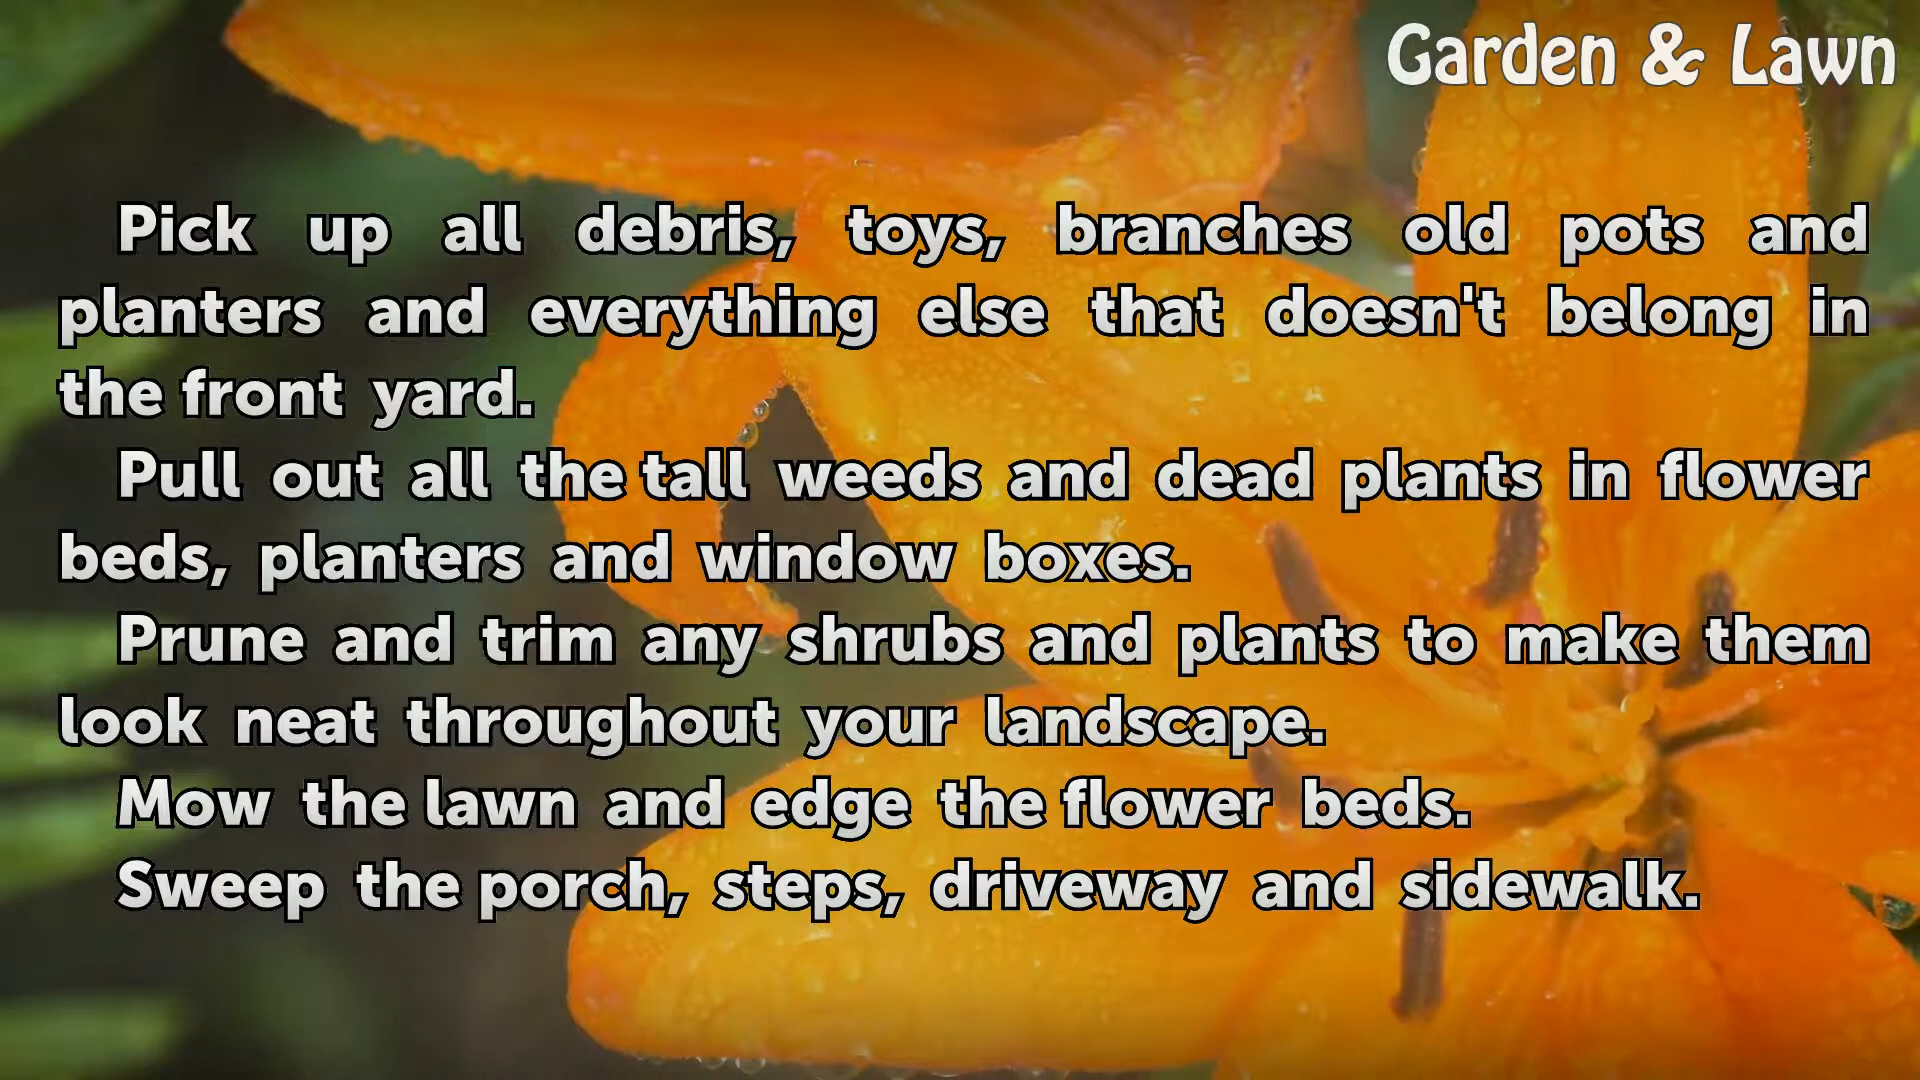 Garden & Lawn
Pick up all debris, toys, branches old pots and
planters and everything else that doesn't belong in
the front yard.
Pull out all the tall weeds and dead plants in flower
beds, planters and window boxes.
Prune and trim any shrubs and plants to make them
look neat throughout your landscape.
Mow the lawn and edge the flower beds.
Sweep the porch, steps, driveway and sidewalk.